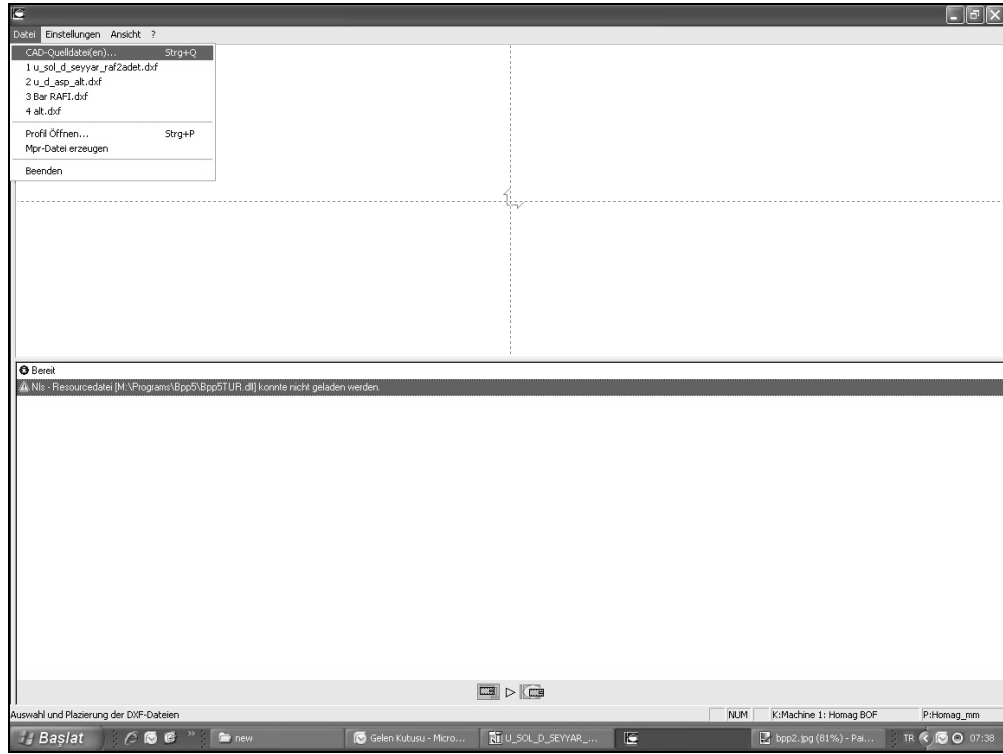 Datei Einstellungen Ansicht ?
CAD-Quelldatei(en)... Strg+Q
1 u_sol_d_seyyar_raf2adet.dxf
2 u_d_asp_alt.dxf
3 Bar RAFI.dxf
4 alt.dxf
Profil Öffnen... Strg+P
Mpr-Datei erzeugen
Beenden
Bereit
Nls - Resourcedatei [M:\Programs\Bpp5\Bpp5TUR.dll] konnte nicht geladen werden.
Auswahl und Plazierung der DXF-Dateien NUM K:Machine 1: Homag BOF P:Homag_mm
Başlat » new Gelen Kutusu - Micro... U_SOL_D_SEYYAR_... bpp2.jpg (81%) - Pai... TR 07:38